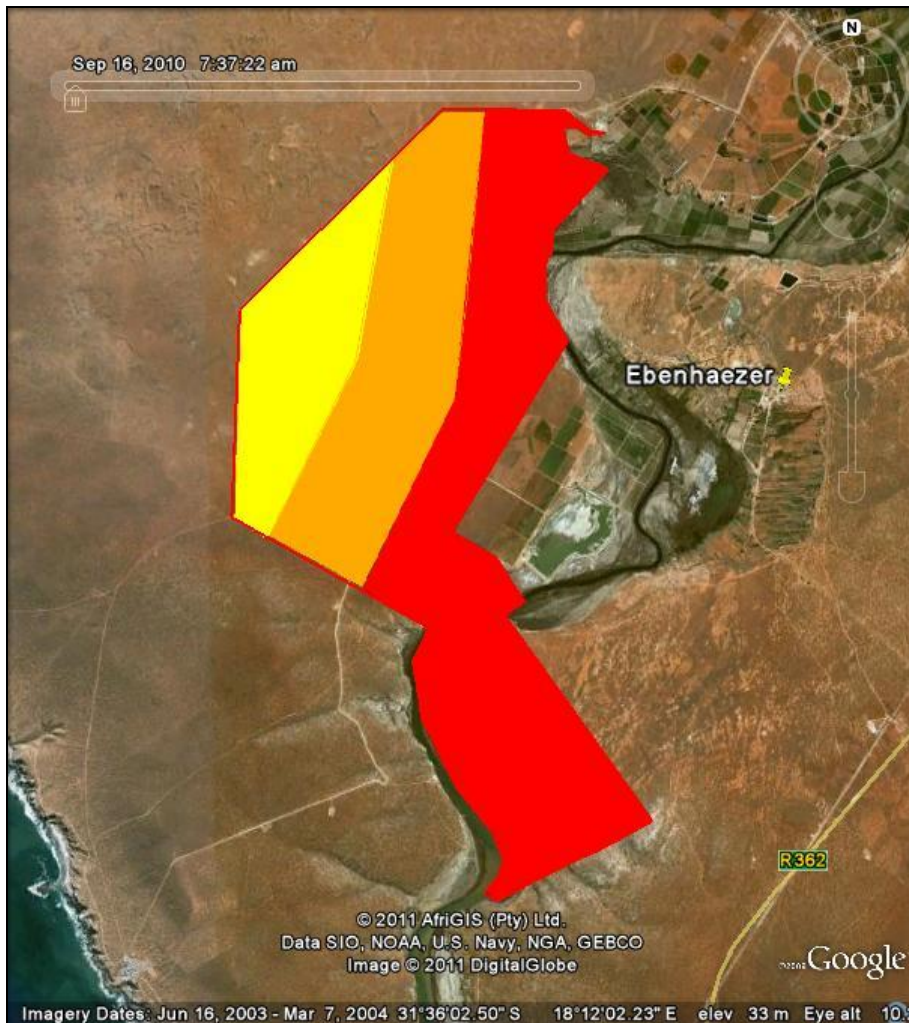 Sep 16, 2010 7:37:22 am
N
Ebenhaezer
R362
© 2011 AfriGIS (Pty) Ltd.
Data SIO, NOAA, U.S. Navy, NGA, GEBCO
Image © 2011 DigitalGlobe
Google
Imagery Dates: Jun 16, 2003 - Mar 7, 2004 31°36'02.50" S 18°12'02.23" E elev 33 m Eye alt